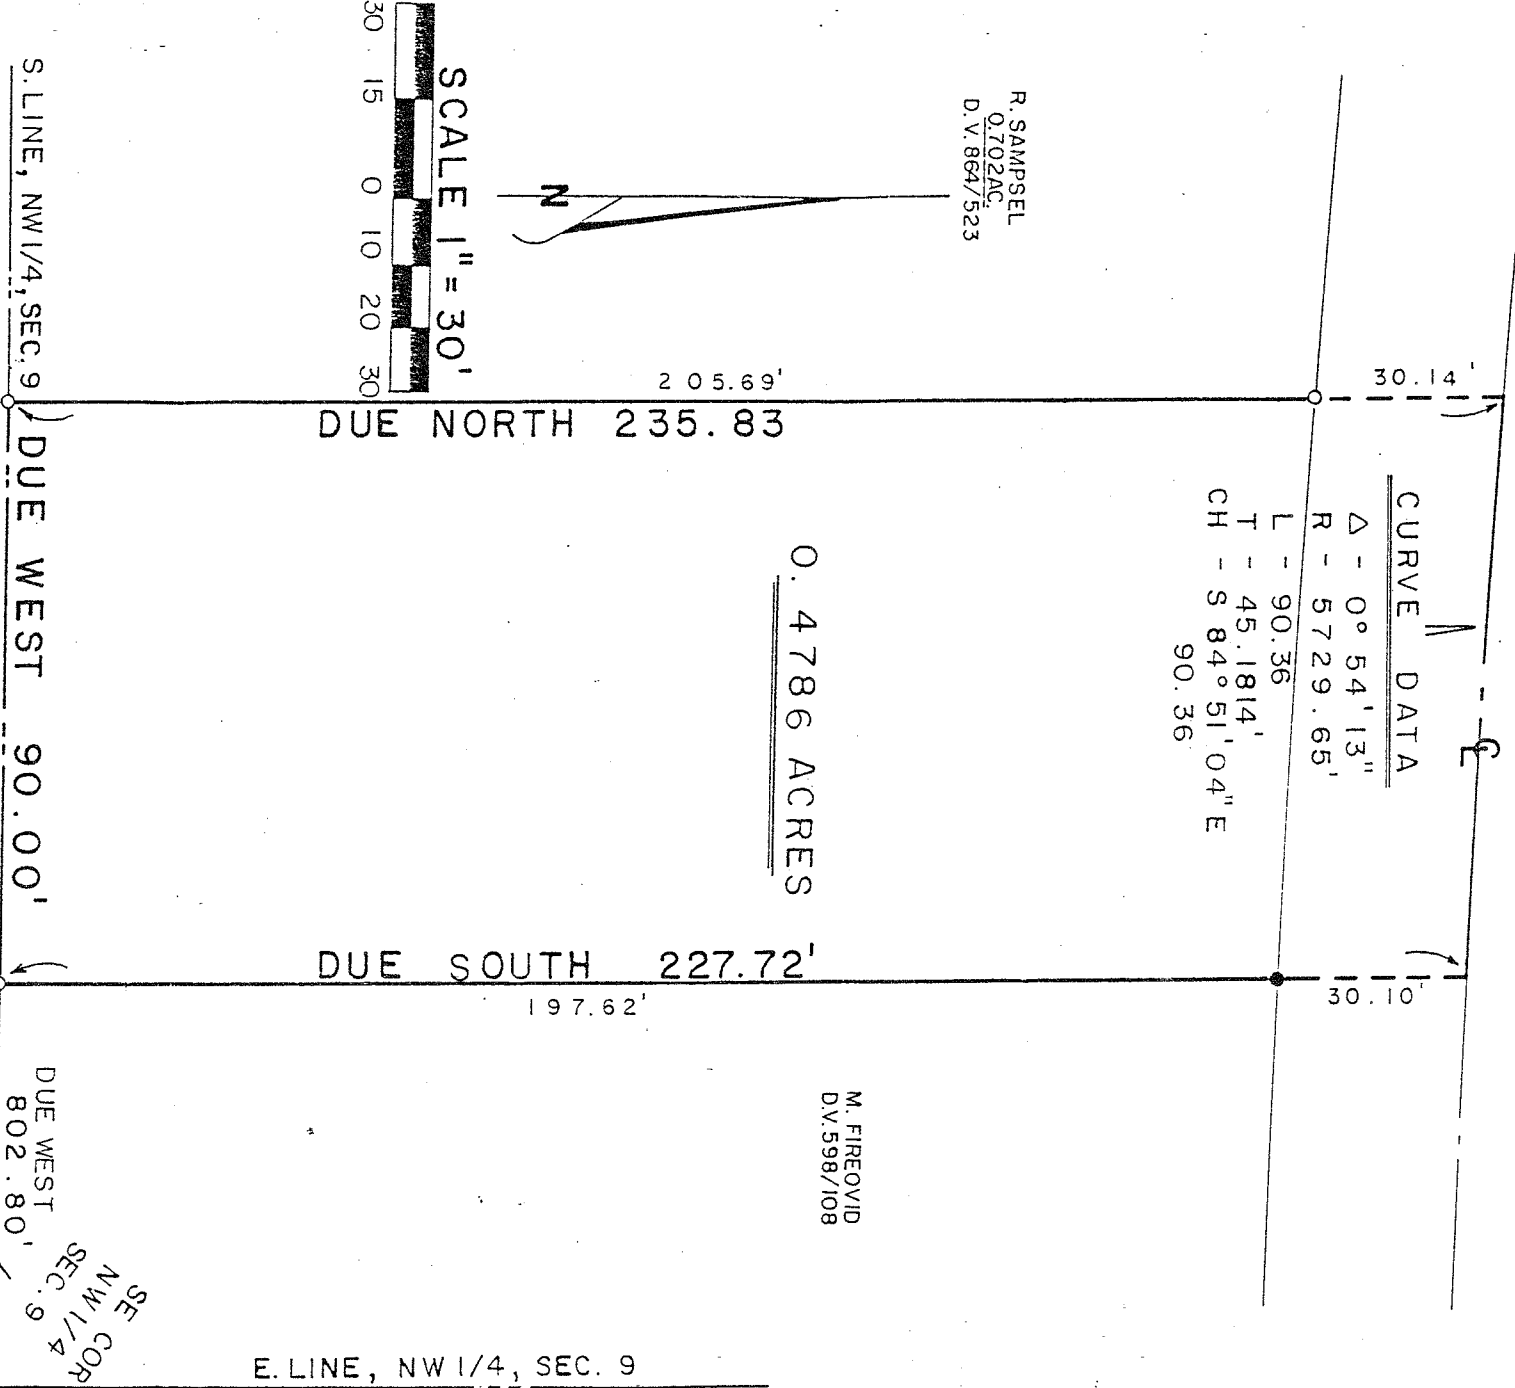 R. SAMPSEL
0.702AC.
D.V. 864/523
N
SCALE 1" = 30'
30 15 0 10 20 30
S. LINE, NW 1/4, SEC. 9
205.69'
DUE NORTH 235.83
30.14'
CURVE DATA
Δ - 0° 54' 13"
R - 5729.65'
L - 90.36
T - 45.1814'
CH - S 84° 51' 04" E
90.36
℄
0.4786 ACRES
DUE WEST 90.00'
DUE SOUTH 227.72'
197.62'
30.10'
M. FIREOVID
D.V. 598/108
DUE WEST
802.80'
SE COR
NW 1/4
SEC. 9
E. LINE, NW 1/4, SEC. 9